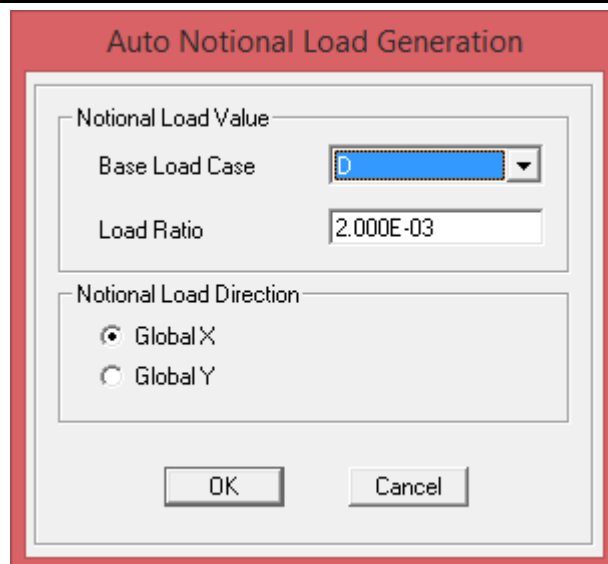 Auto Notional Load Generation
Notional Load Value
Base Load Case D
Load Ratio 2.000E-03
Notional Load Direction
Global X
Global Y
OK Cancel